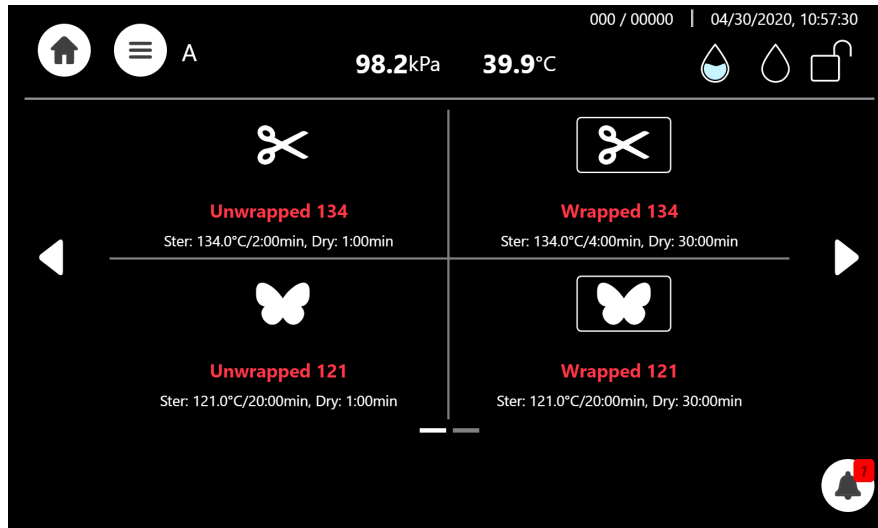 000 / 00000 | 04/30/2020, 10:57:30
A
98.2kPa 39.9°C
Unwrapped 134
Ster: 134.0°C/2:00min, Dry: 1:00min
Wrapped 134
Ster: 134.0°C/4:00min, Dry: 30:00min
Unwrapped 121
Ster: 121.0°C/20:00min, Dry: 1:00min
Wrapped 121
Ster: 121.0°C/20:00min, Dry: 30:00min
1